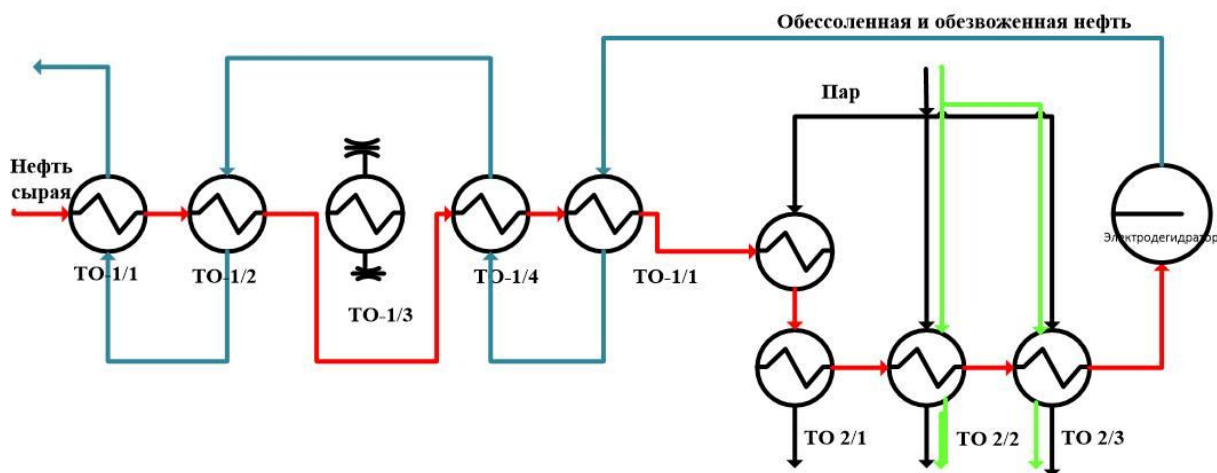 Обессоленная и обезвоженная нефть
Пар
Нефть
сырая
Электродегидратор
ТО-1/1
ТО-1/2
ТО-1/3
ТО-1/4
ТО-1/1
ТО 2/1
ТО 2/2
ТО 2/3